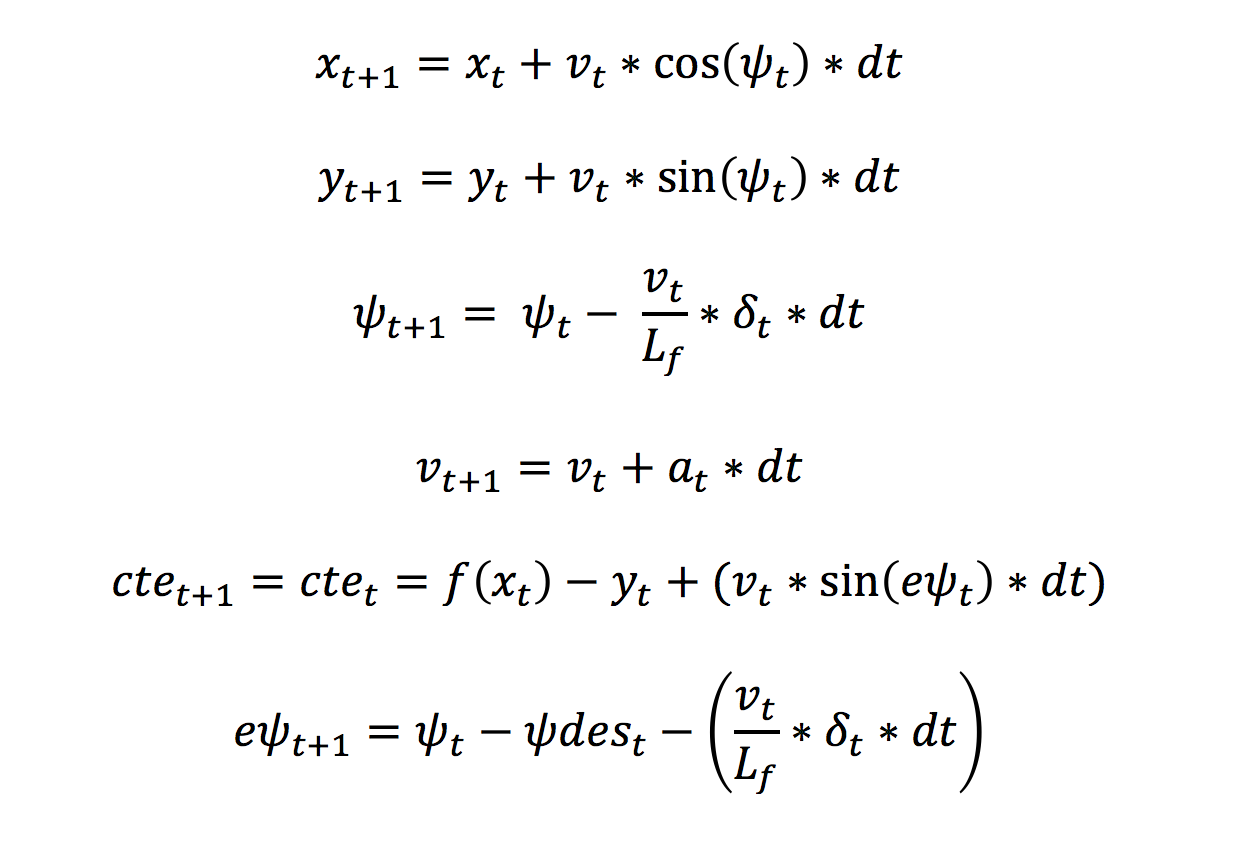 x_{t+1} = x_t + v_t * cos(ψ_t) * dt
y_{t+1} = y_t + v_t * sin(ψ_t) * dt
ψ_{t+1} = ψ_t − \frac{v_t}{L_f} * δ_t * dt
v_{t+1} = v_t + a_t * dt
cte_{t+1} = cte_t = f(x_t) − y_t + (v_t * sin(eψ_t) * dt)
eψ_{t+1} = ψ_t − ψdes_t − (\frac{v_t}{L_f} * δ_t * dt)